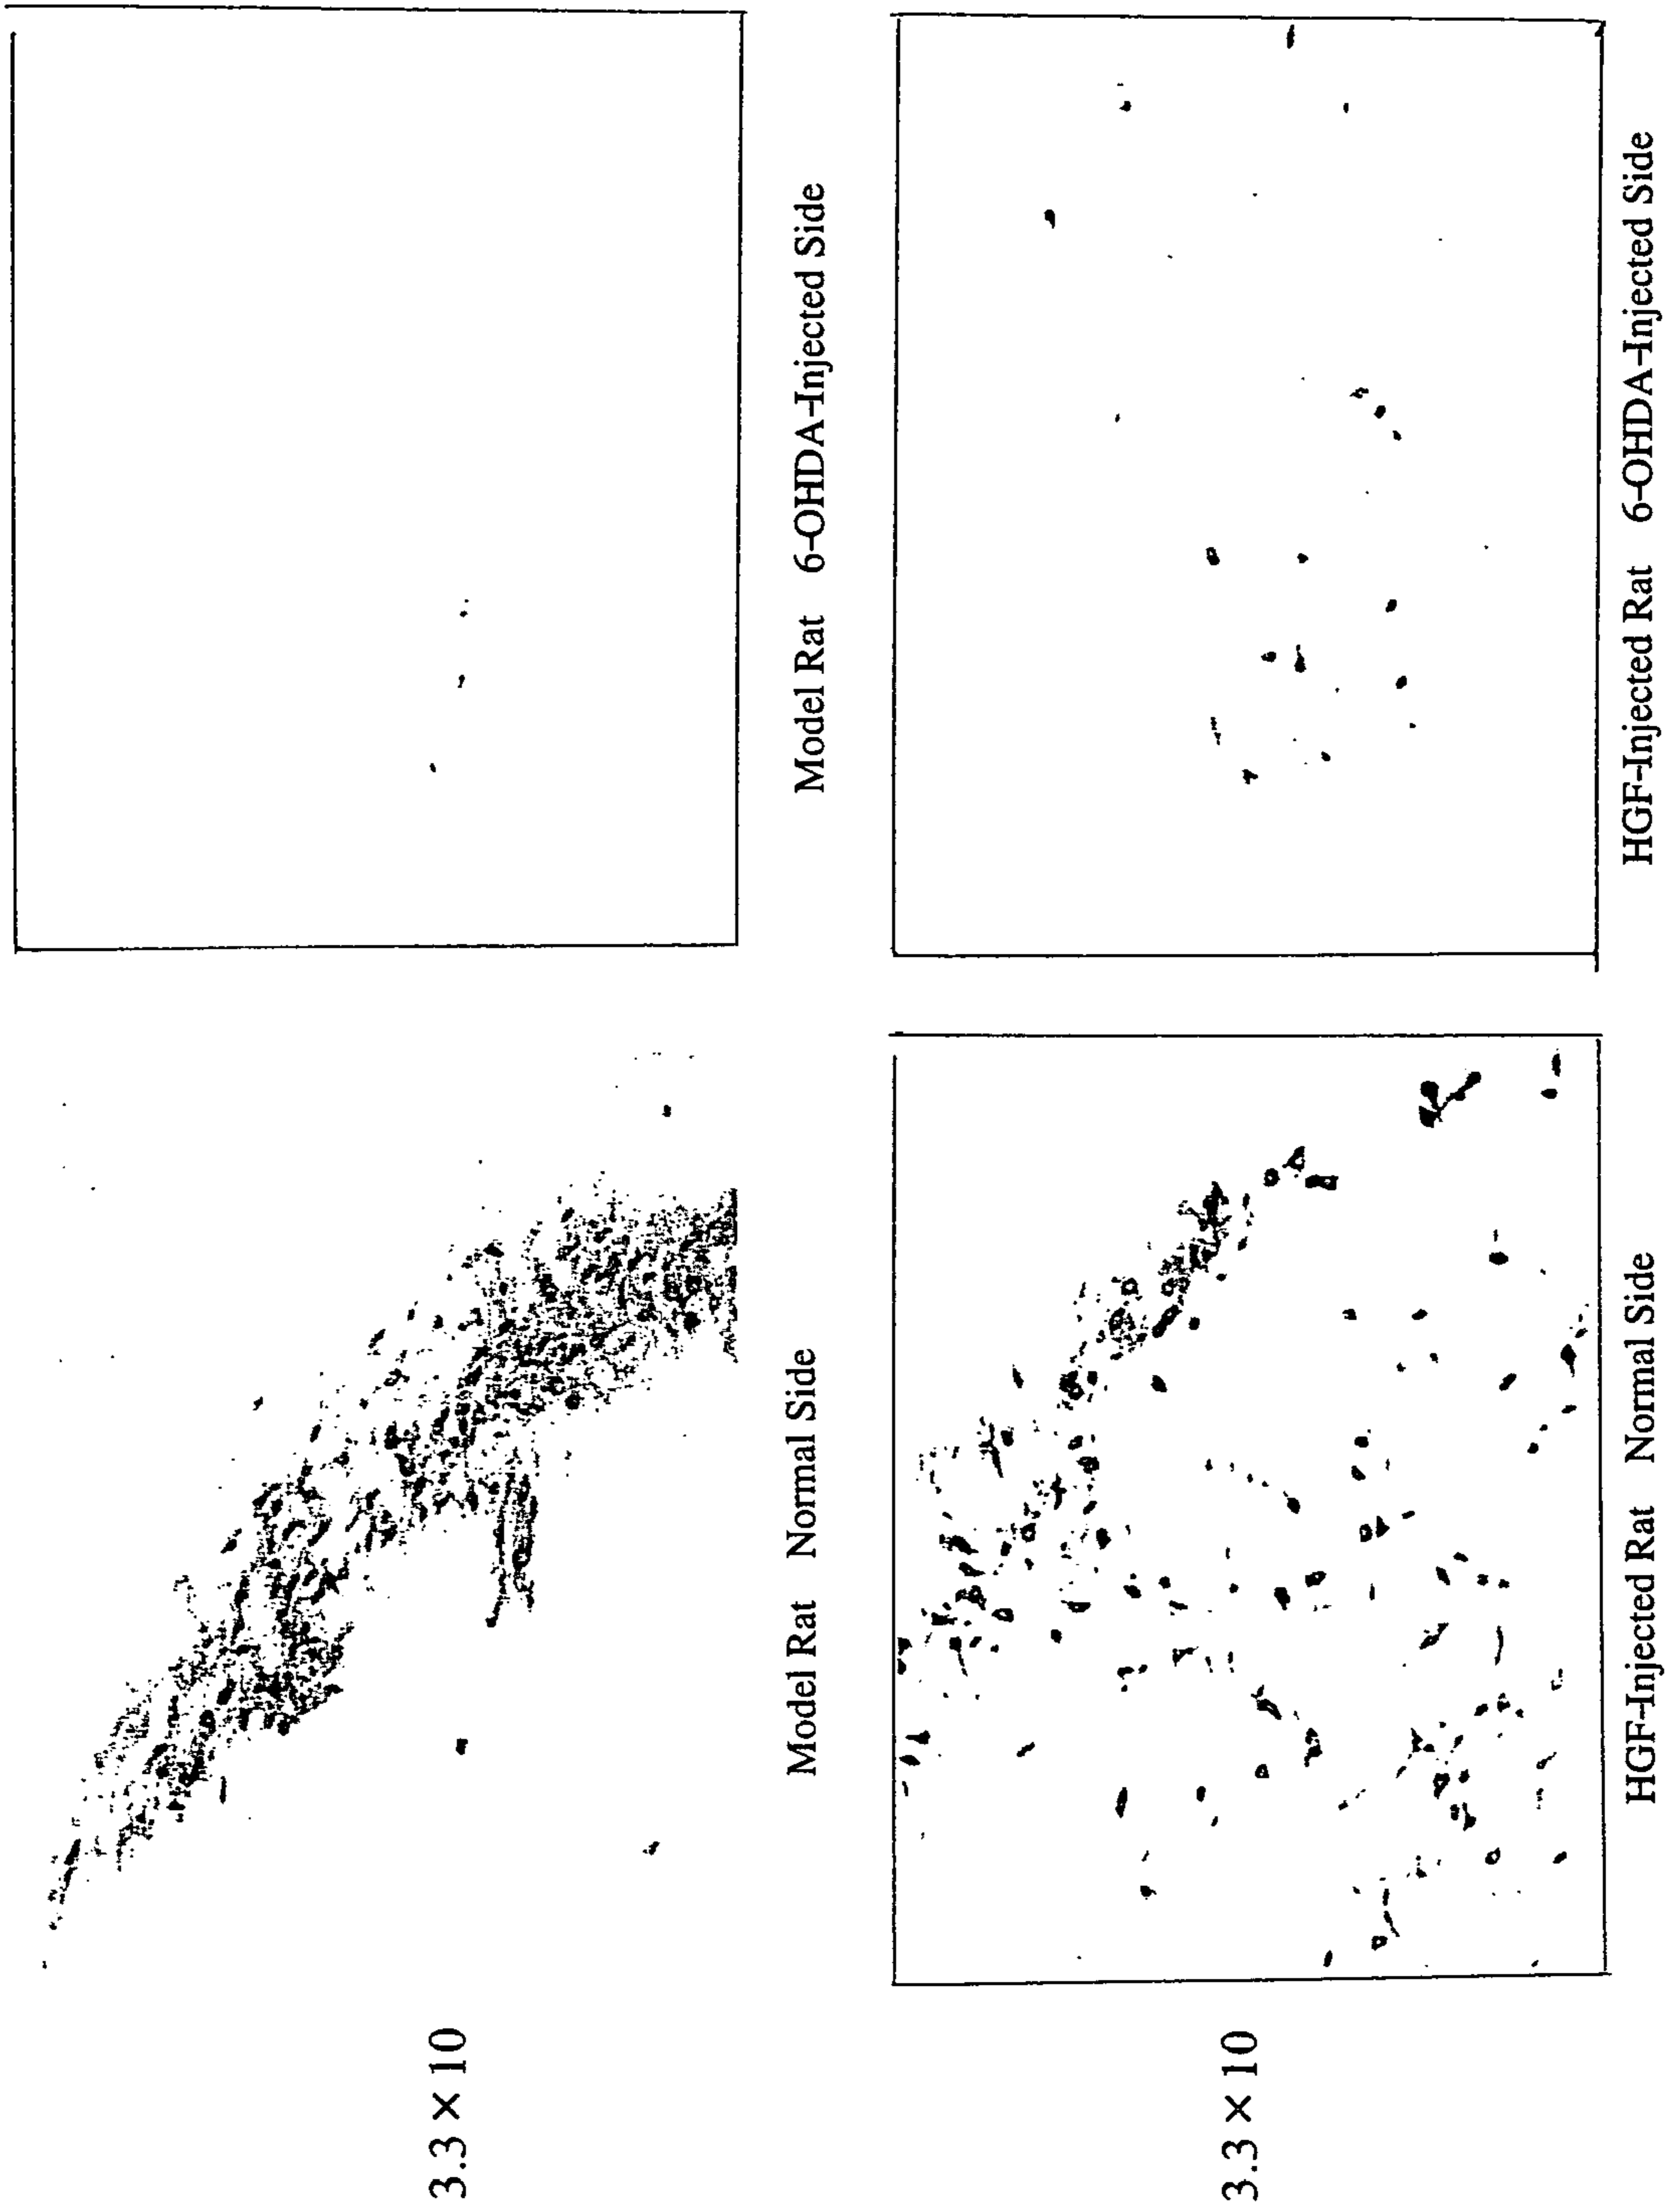 3.3 × 10
Model Rat Normal Side
Model Rat 6-OHDA-Injected Side
3.3 × 10
HGF-Injected Rat Normal Side
HGF-Injected Rat 6-OHDA-Injected Side